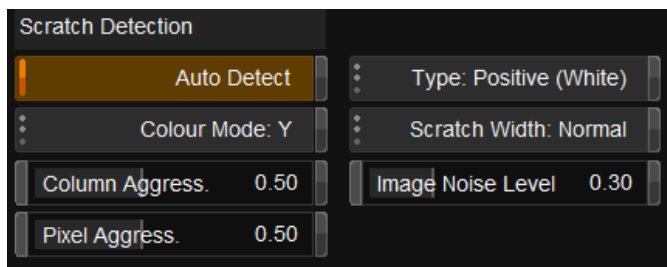 Scratch Detection
Auto Detect
Type: Positive (White)
Colour Mode: Y
Scratch Width: Normal
Column Aggress. 0.50
Image Noise Level 0.30
Pixel Aggress. 0.50